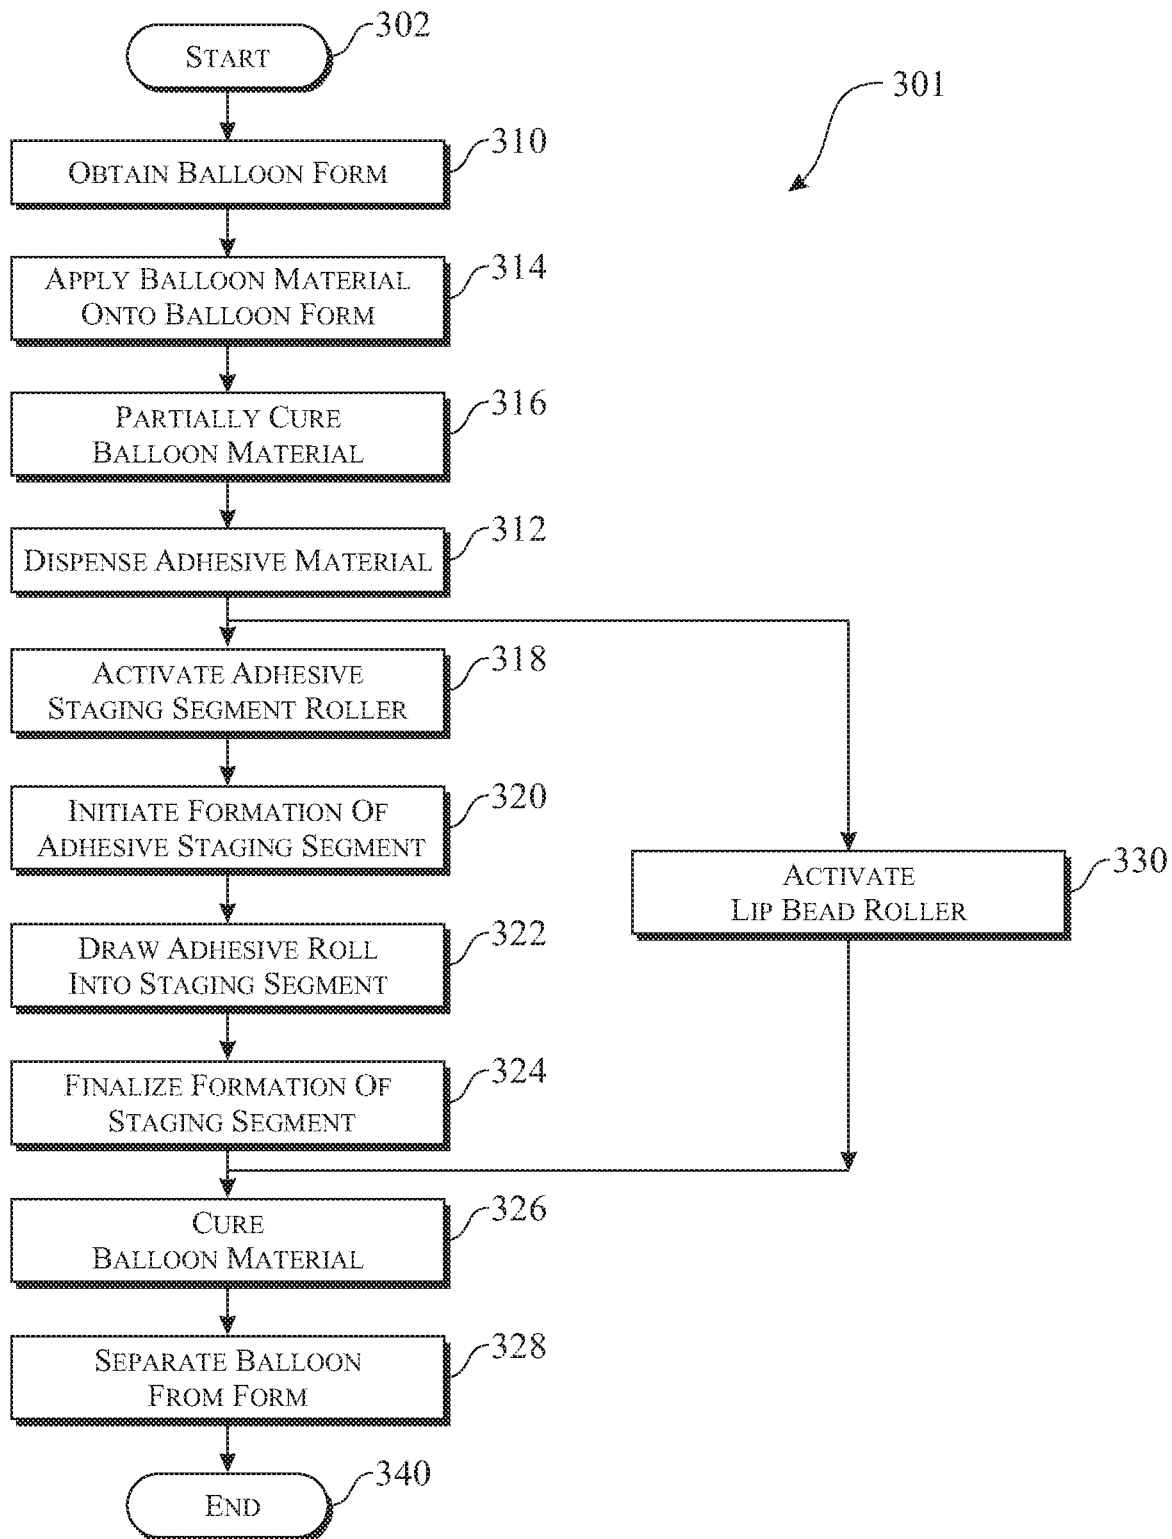 START
302
301
OBTAIN BALLOON FORM
310
APPLY BALLOON MATERIAL
ONTO BALLOON FORM
314
PARTIALLY CURE
BALLOON MATERIAL
316
DISPENSE ADHESIVE MATERIAL
312
ACTIVATE ADHESIVE
STAGING SEGMENT ROLLER
318
INITIATE FORMATION OF
ADHESIVE STAGING SEGMENT
320
ACTIVATE
LIP BEAD ROLLER
330
DRAW ADHESIVE ROLL
INTO STAGING SEGMENT
322
FINALIZE FORMATION OF
STAGING SEGMENT
324
CURE
BALLOON MATERIAL
326
SEPARATE BALLOON
FROM FORM
328
END
340